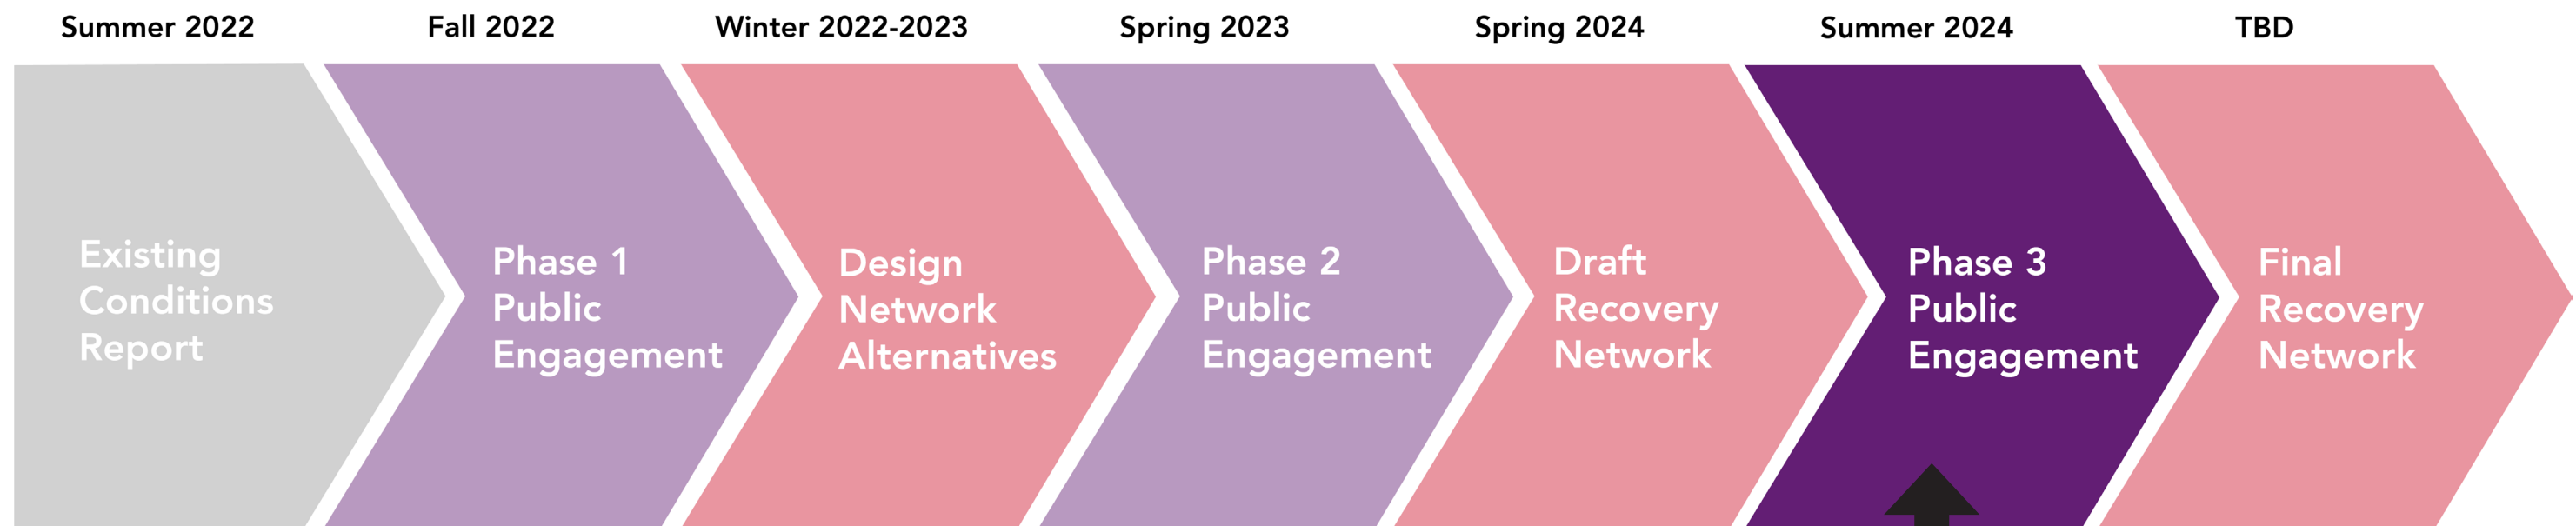 Summer 2022
Fall 2022
Winter 2022-2023
Spring 2023
Spring 2024
Summer 2024
TBD
Existing
Conditions
Report
Phase 1
Public
Engagement
Design
Network
Alternatives
Phase 2
Public
Engagement
Draft
Recovery
Network
Phase 3
Public
Engagement
Final
Recovery
Network